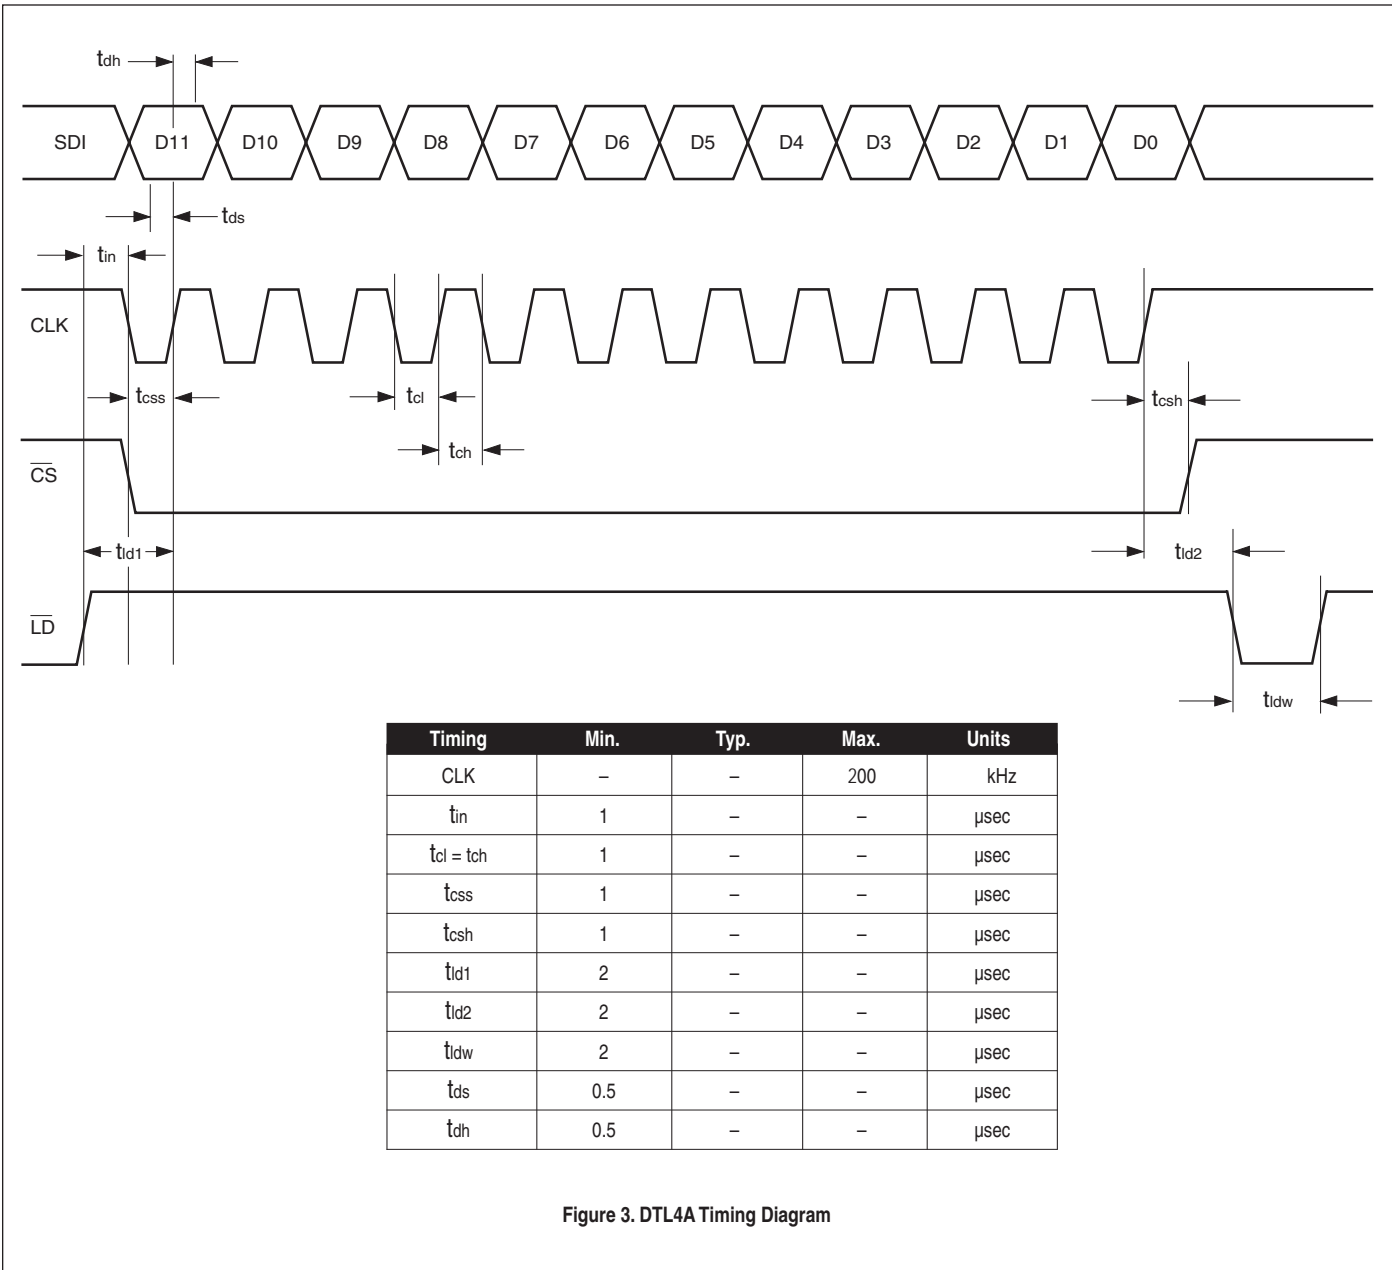 tdh
SDI D11 D10 D9 D8 D7 D6 D5 D4 D3 D2 D1 D0
tds
tin
CLK
tcss tcl tcsh
tch
CS
tld1 tld2
LD
tldw
Timing Min. Typ. Max. Units
CLK – – 200 kHz
tin 1 – – µsec
tcl = tch 1 – – µsec
tcss 1 – – µsec
tcsh 1 – – µsec
tld1 2 – – µsec
tld2 2 – – µsec
tldw 2 – – µsec
tds 0.5 – – µsec
tdh 0.5 – – µsec
Figure 3. DTL4A Timing Diagram